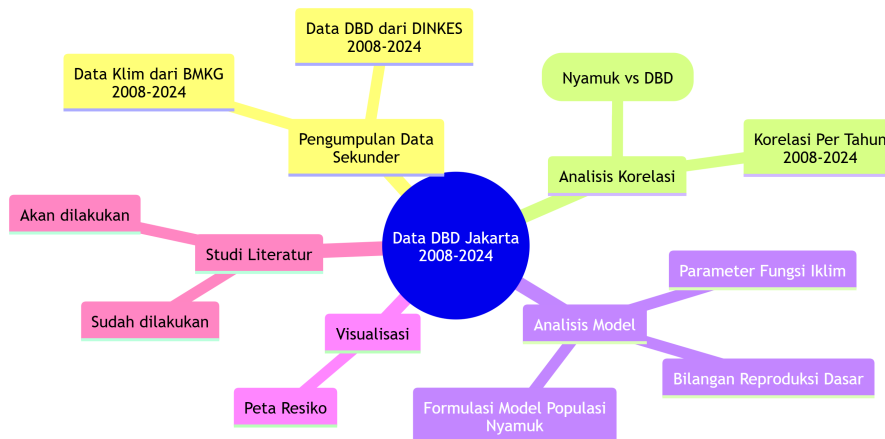 Data DBD dari DINKES
2008-2024
Data Klim dari BMKG
2008-2024
Nyamuk vs DBD
Pengumpulan Data
Sekunder
Korelasi Per Tahun
2008-2024
Analisis Korelasi
Akan dilakukan
Studi Literatur
Data DBD Jakarta
2008-2024
Parameter Fungsi Iklim
Sudah dilakukan
Visualisasi
Analisis Model
Bilangan Reproduksi Dasar
Peta Resiko
Formulasi Model Populasi
Nyamuk